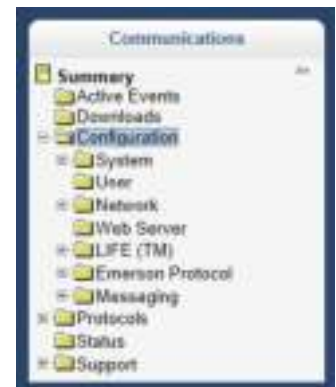 Communications
Summary
Active Events
Downloads
Configuration
System
User
Network
Web Server
LIFE (TM)
Emerson Protocol
Messaging
Protocols
Status
Support